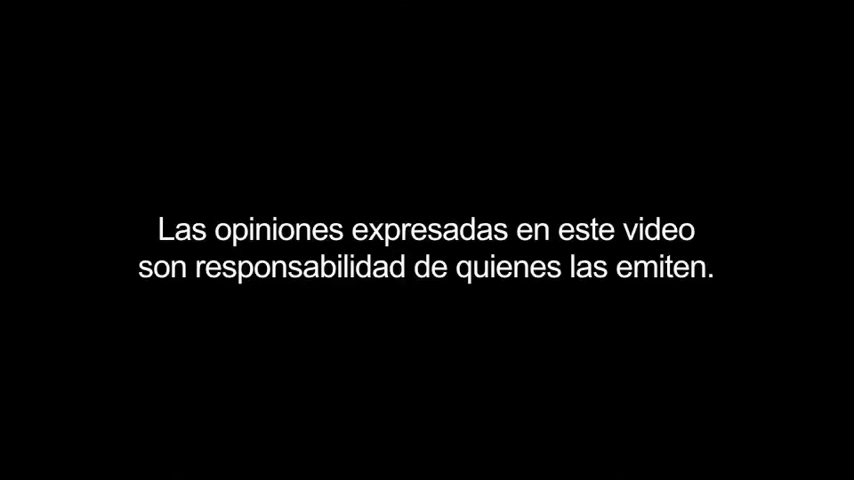 Las opiniones expresadas en este video
son responsabilidad de quienes las emiten.